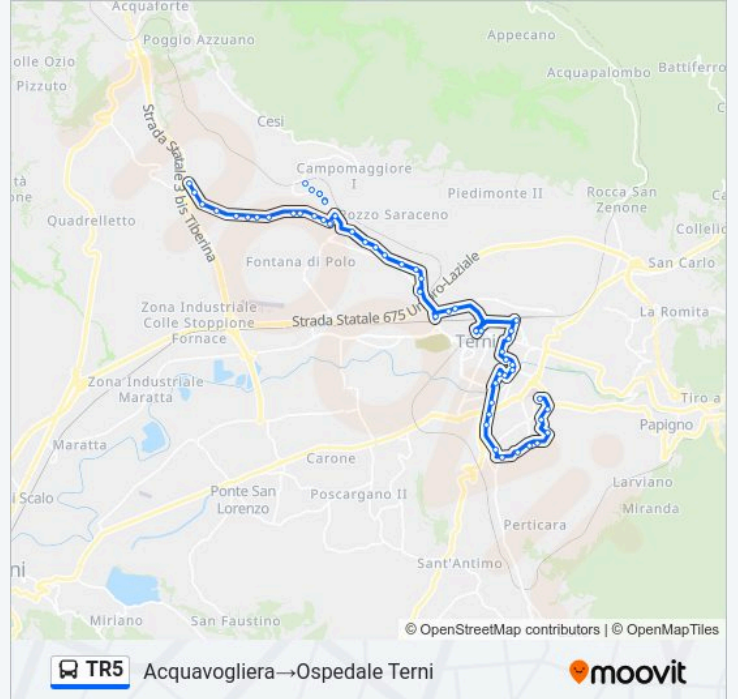 Acquaforte
Poggio Azzuano
Appecano
olle Ozio
Pizzuto
Acquapalombo
Battiferro
Cesi
Strada Statale 3 bis Tiberina
Campomaggiore
I
Piedimonte II
Rocca San
Zenone
Quadrelletto
ozzo Saraceno
Collelic
Fontana di Polo
San Carlo
Zona Industriale
Colle Stoppione
Fornace
Strada Statale 675 Umbro-Laziale
La Romita
Terni
Zona Industriale
Maratta
Tiro a
Papigno
Maratta
Carone
Larviano
i Scalo
Ponte San
Lorenzo
Poscargano II
Miranda
Perticara
Sant'Antimo
ni
Miriano
San Faustino
© OpenStreetMap contributors | © OpenMapTiles
TR5 Acquavogliera→Ospedale Terni
moovit